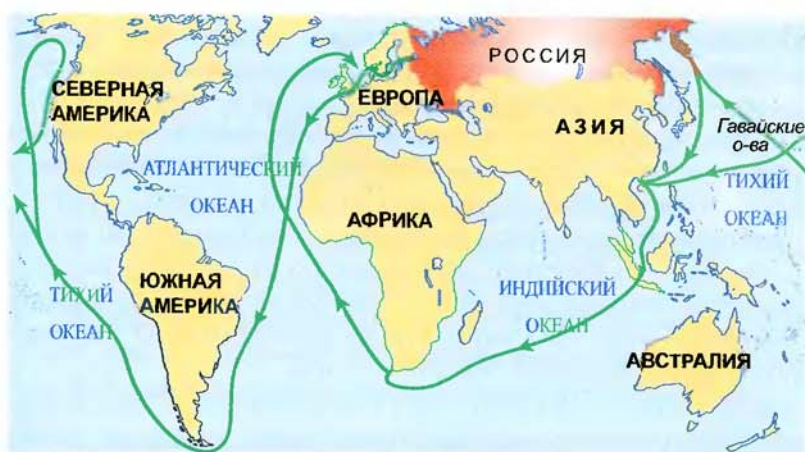 РОССИЯ
СЕВЕРНАЯ
АМЕРИКА
ЕВРОПА
АЗИЯ
Гавайские
о-ва
АТЛАНТИЧЕСКИЙ
ОКЕАН
ТИХИЙ
ОКЕАН
АФРИКА
ЮЖНАЯ
АМЕРИКА
ТИХИЙ
ОКЕАН
ИНДИЙСКИЙ
ОКЕАН
АВСТРАЛИЯ